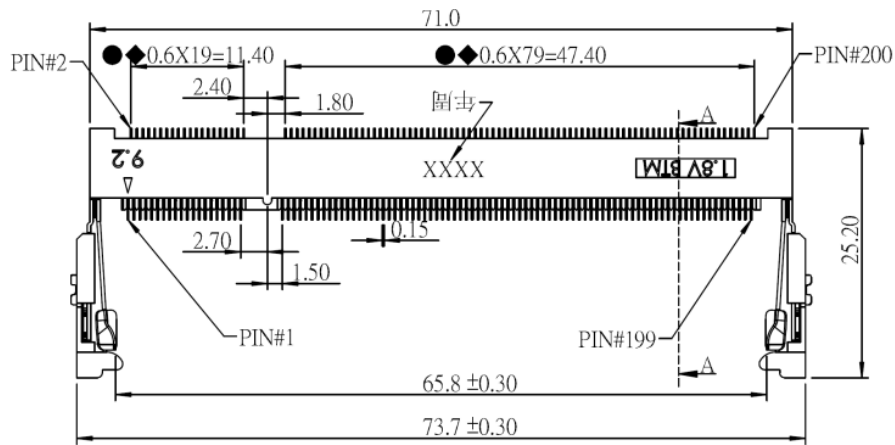 71.0
PIN#2
●◆0.6X19=11.40
●◆0.6X79=47.40
PIN#200
2.40
1.80
年周
A
9.2
XXXX
1.8V BTM
25.20
2.70
0.15
1.50
PIN#1
PIN#199
A
65.8 ±0.30
73.7 ±0.30